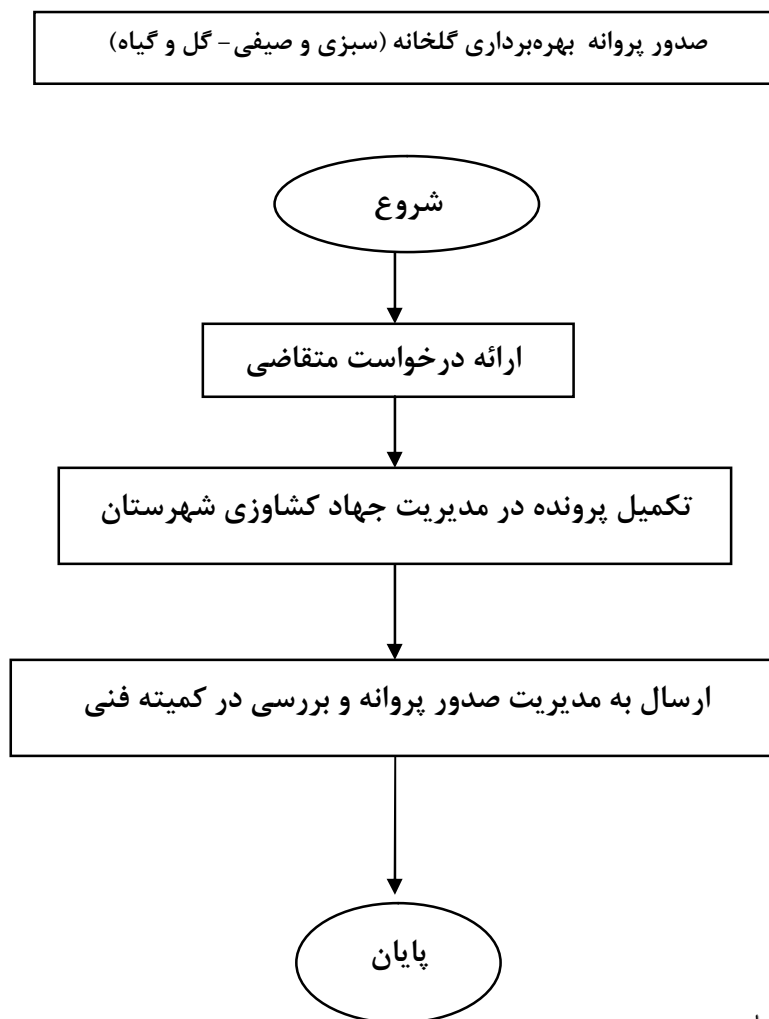 صدور پروانه بهره‌برداری گلخانه (سبزی و صیفی- گل و گیاه)
شروع
ارائه درخواست متقاضی
تکمیل پرونده در مدیریت جهاد کشاوزی شهرستان
ارسال به مدیریت صدور پروانه و بررسی در کمیته فنی
پایان